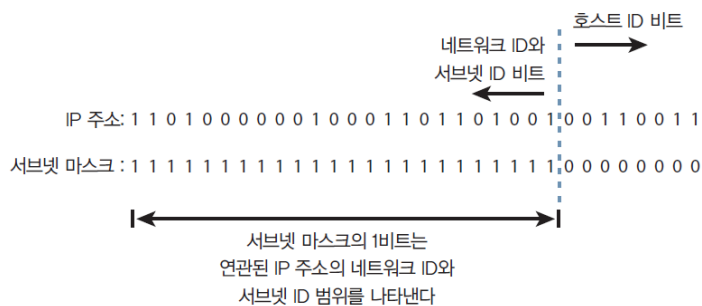 호스트 ID 비트
네트워크 ID와
서브넷 ID 비트
IP 주소: 1 1 0 1 0 0 0 0 0 0 1 0 0 0 1 1 0 1 1 0 1 0 0 1 0 0 1 1 0 0 1 1
서브넷 마스크 : 1 1 1 1 1 1 1 1 1 1 1 1 1 1 1 1 1 1 1 1 1 1 1 1 0 0 0 0 0 0 0 0
서브넷 마스크의 1비트는
연관된 IP 주소의 네트워크 ID와
서브넷 ID 범위를 나타낸다